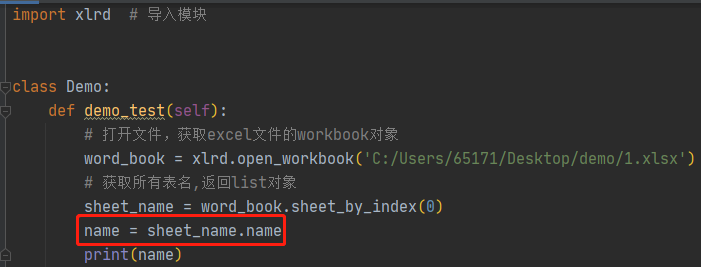 import xlrd  # 导入模块
class Demo:
    def demo_test(self):
        # 打开文件，获取excel文件的workbook对象
        word_book = xlrd.open_workbook('C:/Users/65171/Desktop/demo/1.xlsx')
        # 获取所有表名,返回list对象
        sheet_name = word_book.sheet_by_index(0)
        name = sheet_name.name
        print(name)